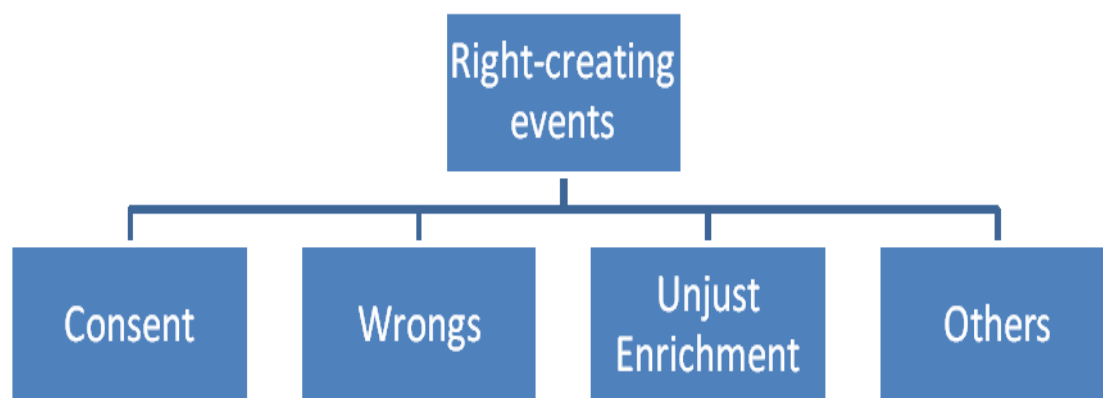 Right-creating
events
Consent
Wrongs
Unjust
Enrichment
Others